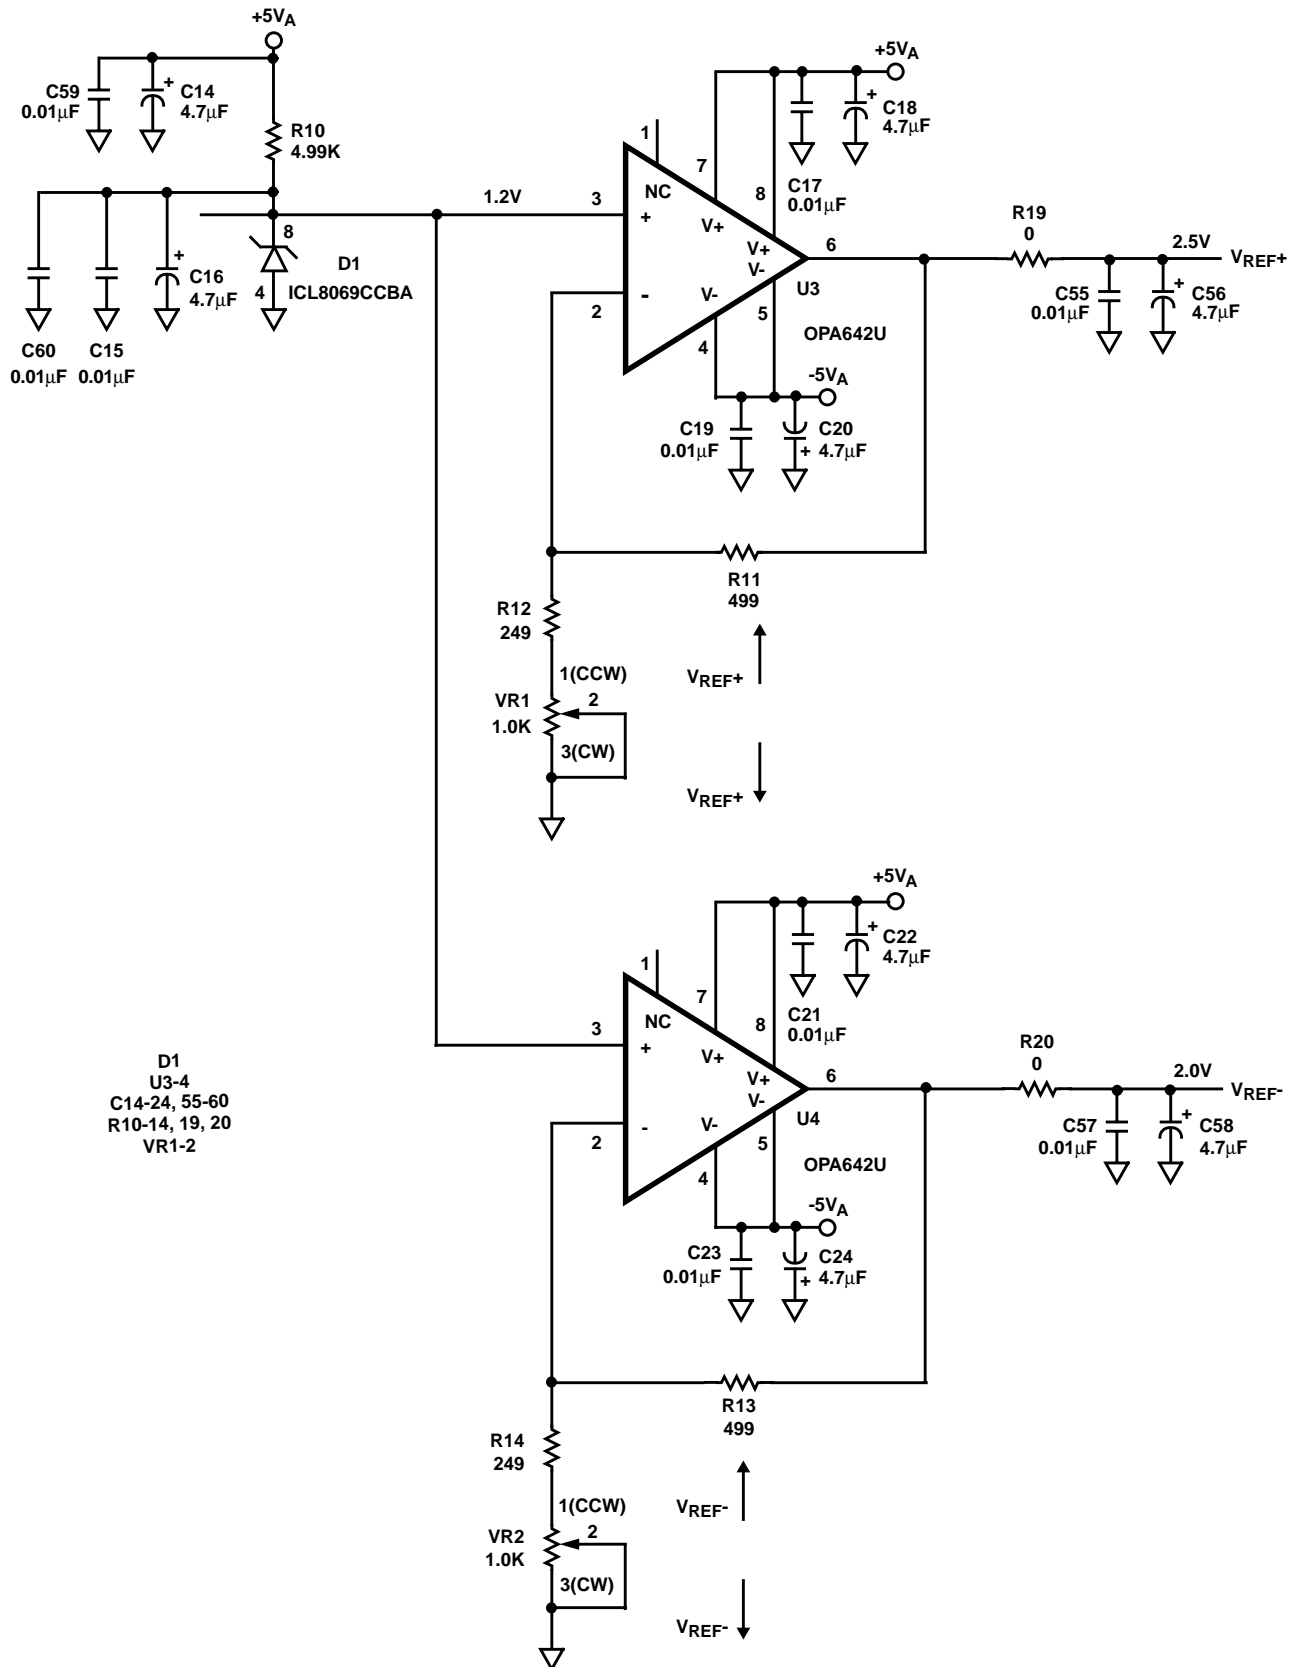 +5VA
C59
0.01µF
+
C14
4.7µF
R10
4.99K
8
4
D1
ICL8069CCBA
+
C16
4.7µF
C60
0.01µF
C15
0.01µF
1.2V
+5VA
+
C18
4.7µF
C17
0.01µF
1
NC
7
8
3
+
V+
V+
V-
V-
6
U3
2
-
4
5
OPA642U
-5VA
C19
0.01µF
C20
+ 4.7µF
R19
0
2.5V
VREF+
C55
0.01µF
+
C56
4.7µF
R11
499
R12
249
1(CCW)
2
VR1
1.0K
3(CW)
VREF+
VREF+
+5VA
+
C22
4.7µF
C21
0.01µF
1
NC
7
8
3
+
V+
V+
V-
V-
6
U4
2
-
4
5
OPA642U
-5VA
C23
0.01µF
C24
+ 4.7µF
R20
0
2.0V
VREF-
C57
0.01µF
+
C58
4.7µF
D1
U3-4
C14-24, 55-60
R10-14, 19, 20
VR1-2
R13
499
R14
249
1(CCW)
2
VR2
1.0K
3(CW)
VREF-
VREF-